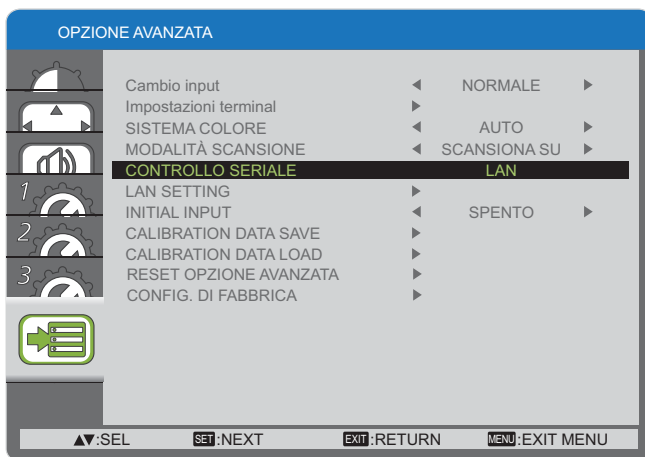 OPZIONE AVANZATA
Cambio input NORMALE
Impostazioni terminal
SISTEMA COLORE AUTO
MODALITÀ SCANSIONE SCANSIONA SU
CONTROLLO SERIALE LAN
LAN SETTING
INITIAL INPUT SPENTO
CALIBRATION DATA SAVE
CALIBRATION DATA LOAD
RESET OPZIONE AVANZATA
CONFIG. DI FABBRICA
1
2
3
▲▼:SEL SET:NEXT EXIT:RETURN MENU:EXIT MENU